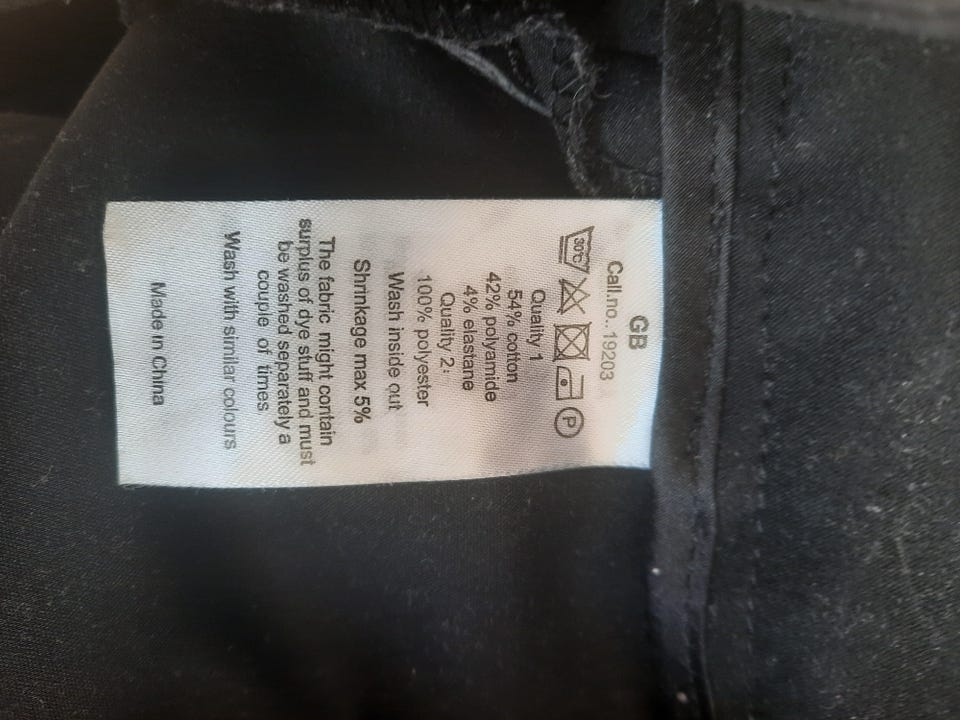 GB
Call.no..19203
30°C P
Quality 1
54% cotton
42% polyamide
4% elastane
Quality 2:
100% polyester
Wash inside out
Shrinkage max 5%
The fabric might contain
surplus of dye stuff and must
be washed separately a
couple of times
Wash with similar colours
Made in China